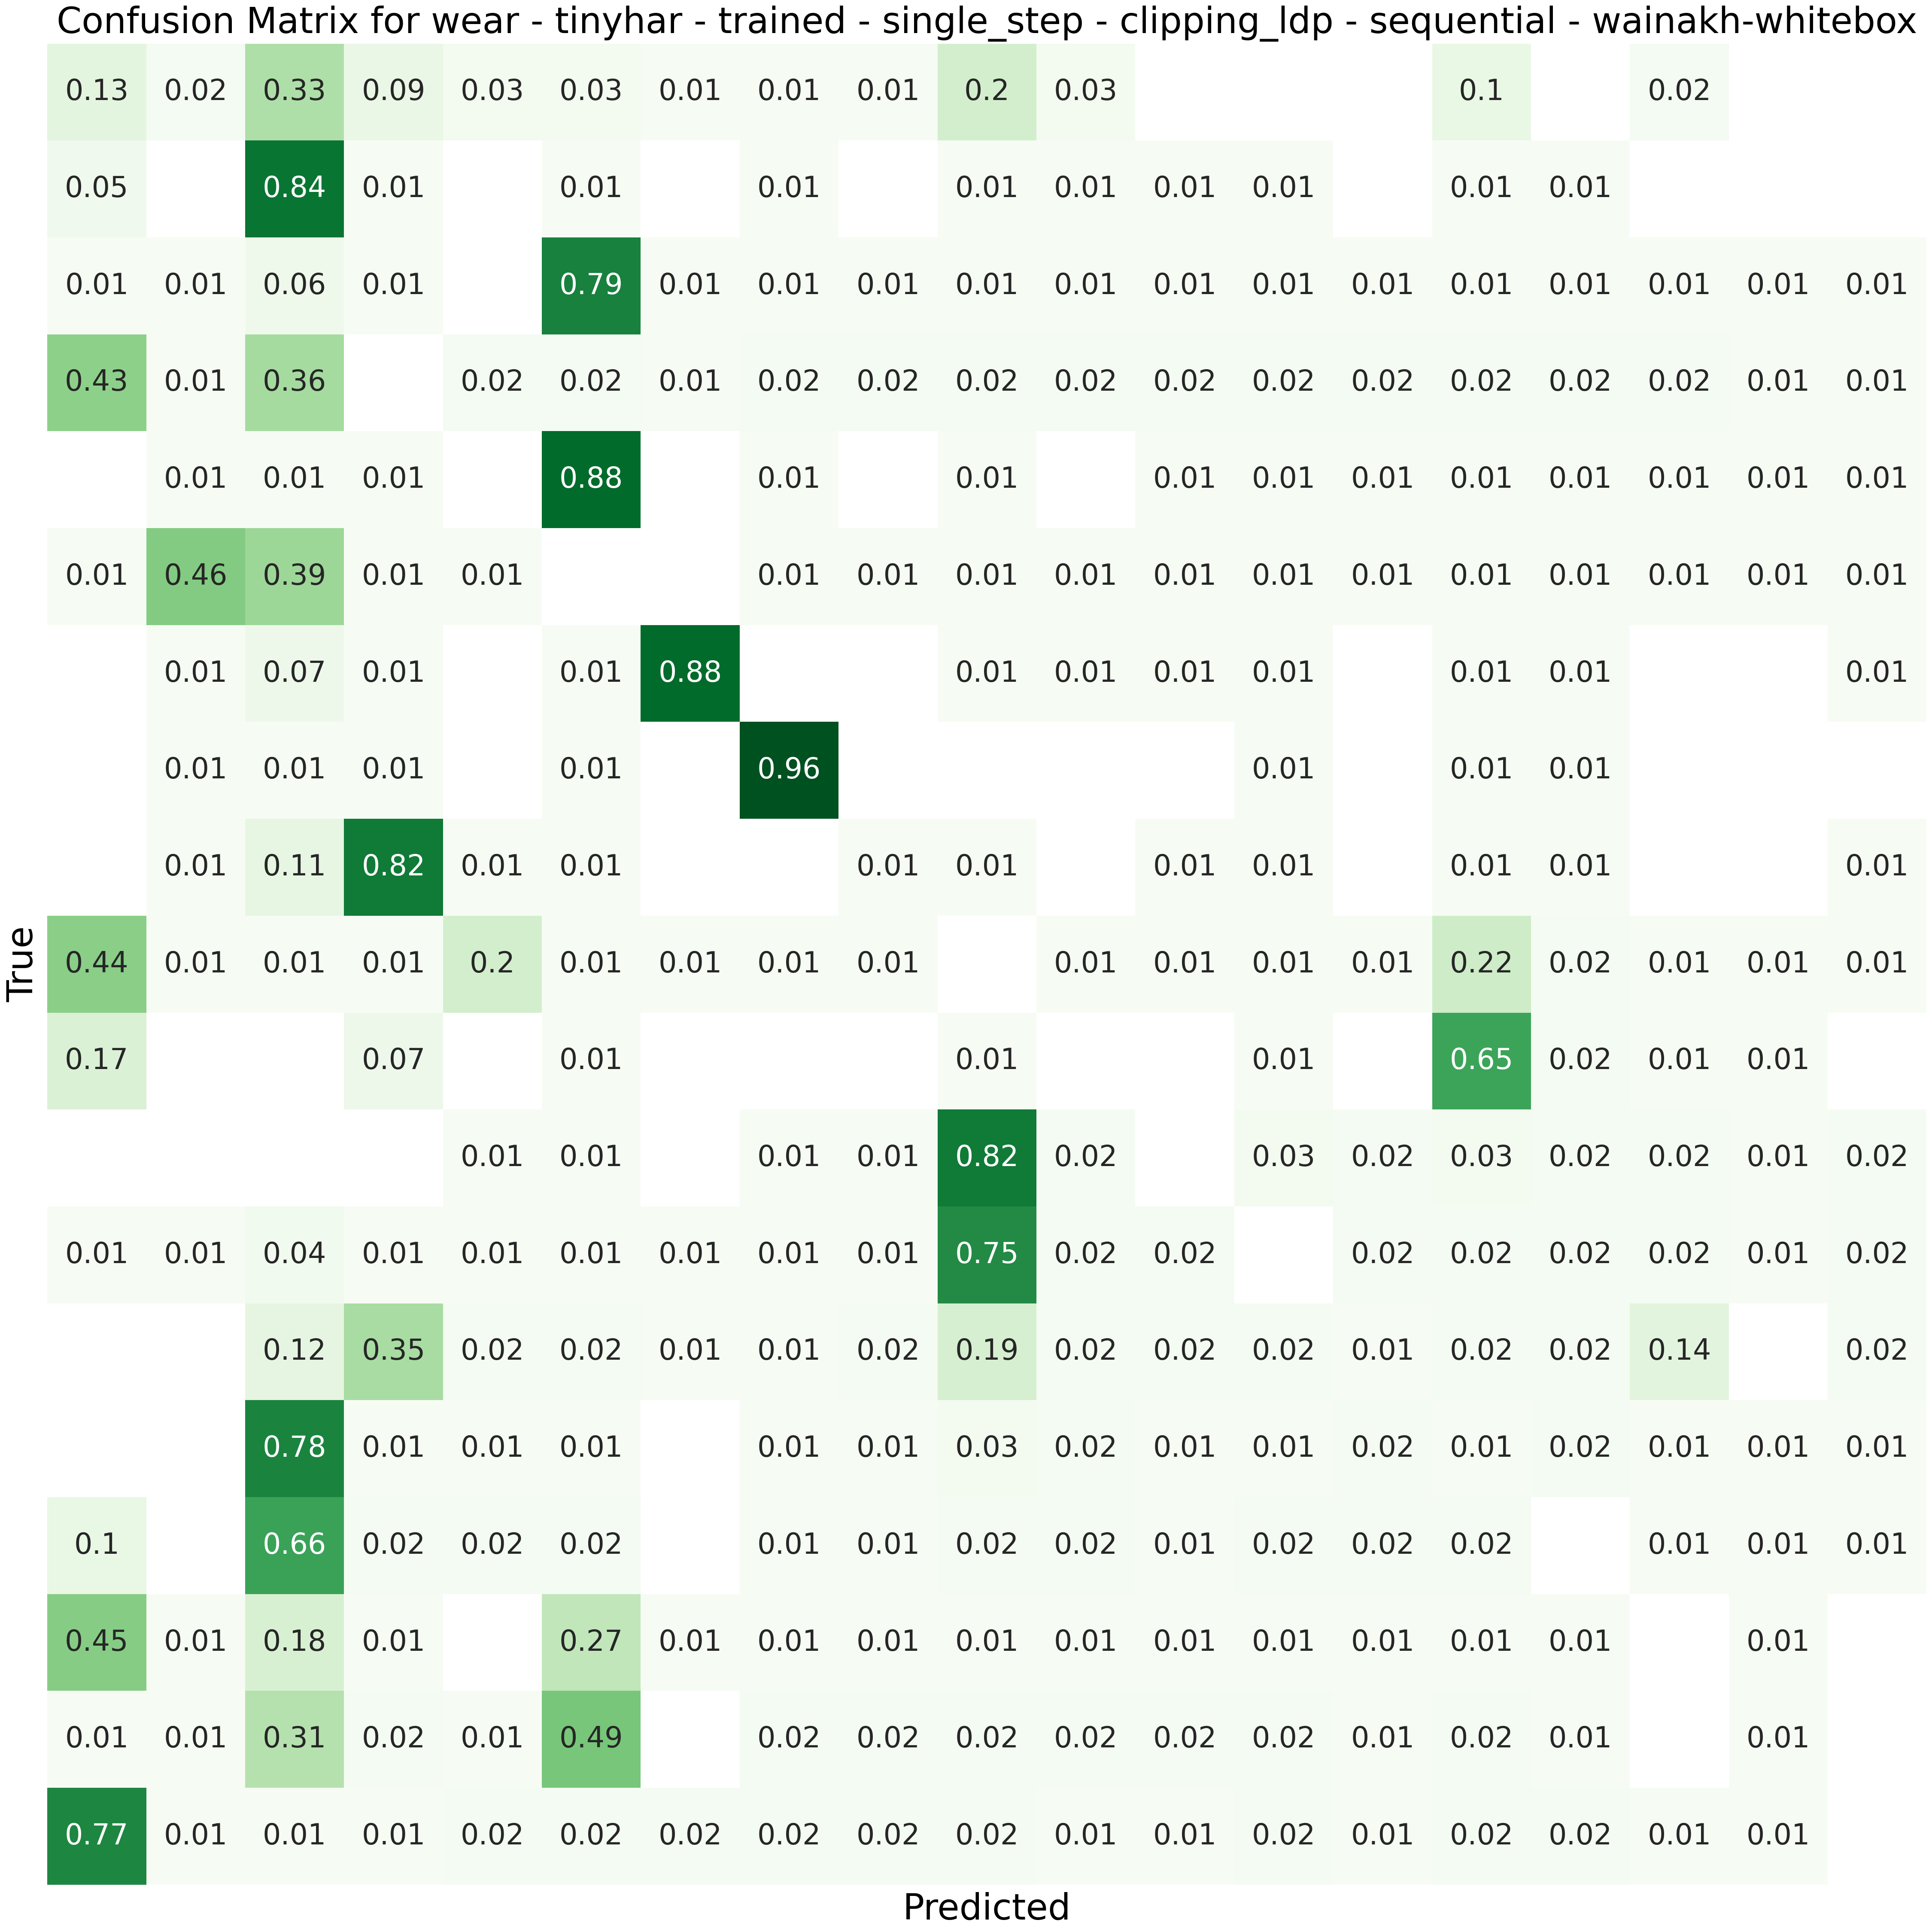 Confusion Matrix for wear - tinyhar - trained - single_step - clipping_ldp - sequential - wainakh-whitebox
0.13 0.02 0.33 0.09 0.03 0.03 0.01 0.01 0.01 0.2 0.03 0.1 0.02
0.05 0.84 0.01 0.01 0.01 0.01 0.01 0.01 0.01 0.01 0.01
0.01 0.01 0.06 0.01 0.79 0.01 0.01 0.01 0.01 0.01 0.01 0.01 0.01 0.01 0.01 0.01 0.01 0.01
0.43 0.01 0.36 0.02 0.02 0.01 0.02 0.02 0.02 0.02 0.02 0.02 0.02 0.02 0.02 0.02 0.01 0.01
0.01 0.01 0.01 0.88 0.01 0.01 0.01 0.01 0.01 0.01 0.01 0.01 0.01 0.01
0.01 0.46 0.39 0.01 0.01 0.01 0.01 0.01 0.01 0.01 0.01 0.01 0.01 0.01 0.01 0.01 0.01
0.01 0.07 0.01 0.01 0.88 0.01 0.01 0.01 0.01 0.01 0.01 0.01
0.01 0.01 0.01 0.01 0.96 0.01 0.01 0.01
0.01 0.11 0.82 0.01 0.01 0.01 0.01 0.01 0.01 0.01 0.01 0.01
0.44 0.01 0.01 0.01 0.2 0.01 0.01 0.01 0.01 0.01 0.01 0.01 0.01 0.22 0.02 0.01 0.01 0.01
0.17 0.07 0.01 0.01 0.01 0.65 0.02 0.01 0.01
0.01 0.01 0.01 0.01 0.82 0.02 0.03 0.02 0.03 0.02 0.02 0.01 0.02
0.01 0.01 0.04 0.01 0.01 0.01 0.01 0.01 0.01 0.75 0.02 0.02 0.02 0.02 0.02 0.02 0.01 0.02
0.12 0.35 0.02 0.02 0.01 0.01 0.02 0.19 0.02 0.02 0.02 0.01 0.02 0.02 0.14 0.02
0.78 0.01 0.01 0.01 0.01 0.01 0.03 0.02 0.01 0.01 0.02 0.01 0.02 0.01 0.01 0.01
0.1 0.66 0.02 0.02 0.02 0.01 0.01 0.02 0.02 0.01 0.02 0.02 0.02 0.01 0.01 0.01
0.45 0.01 0.18 0.01 0.27 0.01 0.01 0.01 0.01 0.01 0.01 0.01 0.01 0.01 0.01 0.01
0.01 0.01 0.31 0.02 0.01 0.49 0.02 0.02 0.02 0.02 0.02 0.02 0.01 0.02 0.01 0.01
0.77 0.01 0.01 0.01 0.02 0.02 0.02 0.02 0.02 0.02 0.01 0.01 0.02 0.01 0.02 0.02 0.01 0.01
True
Predicted